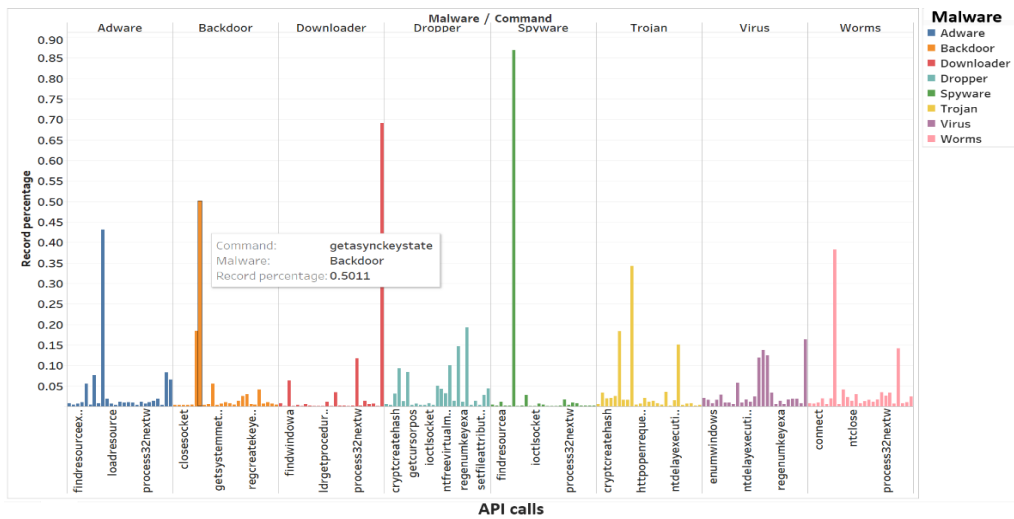 Malware / Command
Adware Backdoor Downloader Dropper Spyware Trojan Virus Worms
Malware
Adware
Backdoor
Downloader
Dropper
Spyware
Trojan
Virus
Worms
Record percentage
0.90
0.85
0.80
0.75
0.70
0.65
0.60
0.55
0.50
0.45
0.40
0.35
0.30
0.25
0.20
0.15
0.10
0.05
Command: getasynckeystate
Malware: Backdoor
Record percentage: 0.5011
findresourceex..
loadresource
process32nextw
closesocket
getsystemmet..
regcreatekeye..
findwindowa
ldrgetprocedur..
process32nextw
cryptcreatehash
getcursorpos
ioctlsocket
ntfreevirtualm..
regenumkeyexa
setfileattribut..
findresourcea
ioctlsocket
process32nextw
cryptcreatehash
httpopenreque..
ntdelayexecuti..
enumwindows
ntdelayexecuti..
regenumkeyexa
connect
ntclose
process32nextw
API calls